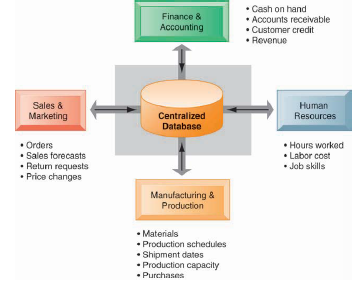 Finance &
Accounting
• Cash on hand
• Accounts receivable
• Customer credit
• Revenue
Sales &
Marketing
• Orders
• Sales forecasts
• Return requests
• Price changes
Centralized
Database
Human
Resources
• Hours worked
• Labor cost
• Job skills
Manufacturing &
Production
• Materials
• Production schedules
• Shipment dates
• Production capacity
• Purchases